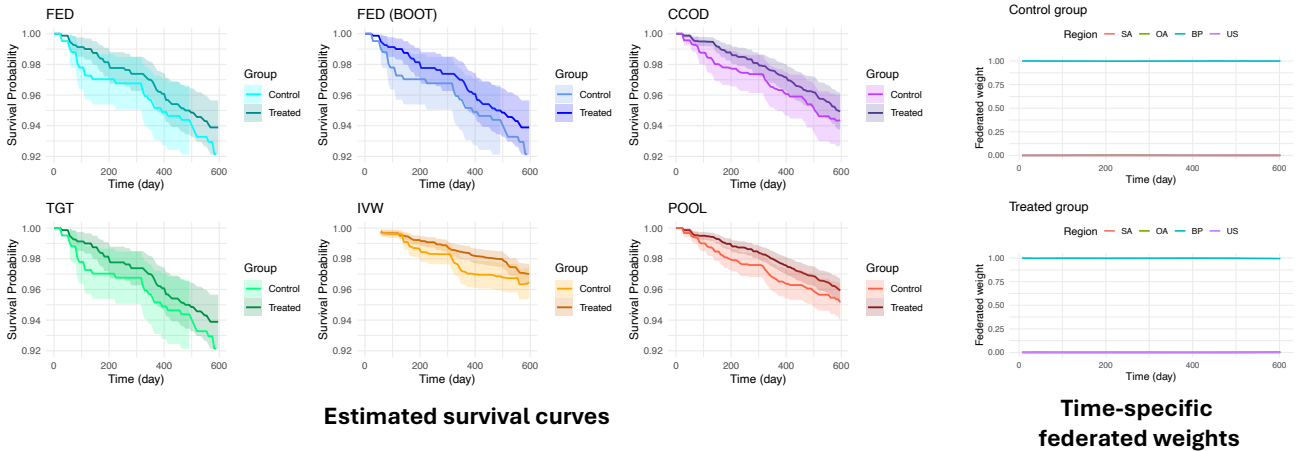 FED
Survival Probability
1.00
0.98
0.96
0.94
0.92
0
200
400
600
Time (day)
Group
Control
Treated
FED (BOOT)
Survival Probability
1.00
0.98
0.96
0.94
0.92
0
200
400
600
Time (day)
Group
Control
Treated
CCOD
Survival Probability
1.00
0.98
0.96
0.94
0.92
0
200
400
600
Time (day)
Group
Control
Treated
Control group
Region SA OA BP US
Federated weight
1.00
0.75
0.50
0.25
0.00
0
200
400
600
Time (day)
TGT
Survival Probability
1.00
0.98
0.96
0.94
0.92
0
200
400
600
Time (day)
Group
Control
Treated
IVW
Survival Probability
1.00
0.98
0.96
0.94
0.92
0
200
400
600
Time (day)
Group
Control
Treated
POOL
Survival Probability
1.00
0.98
0.96
0.94
0.92
0
200
400
600
Time (day)
Group
Control
Treated
Treated group
Region SA OA BP US
Federated weight
1.00
0.75
0.50
0.25
0.00
0
200
400
600
Time (day)
Estimated survival curves
Time-specific
federated weights